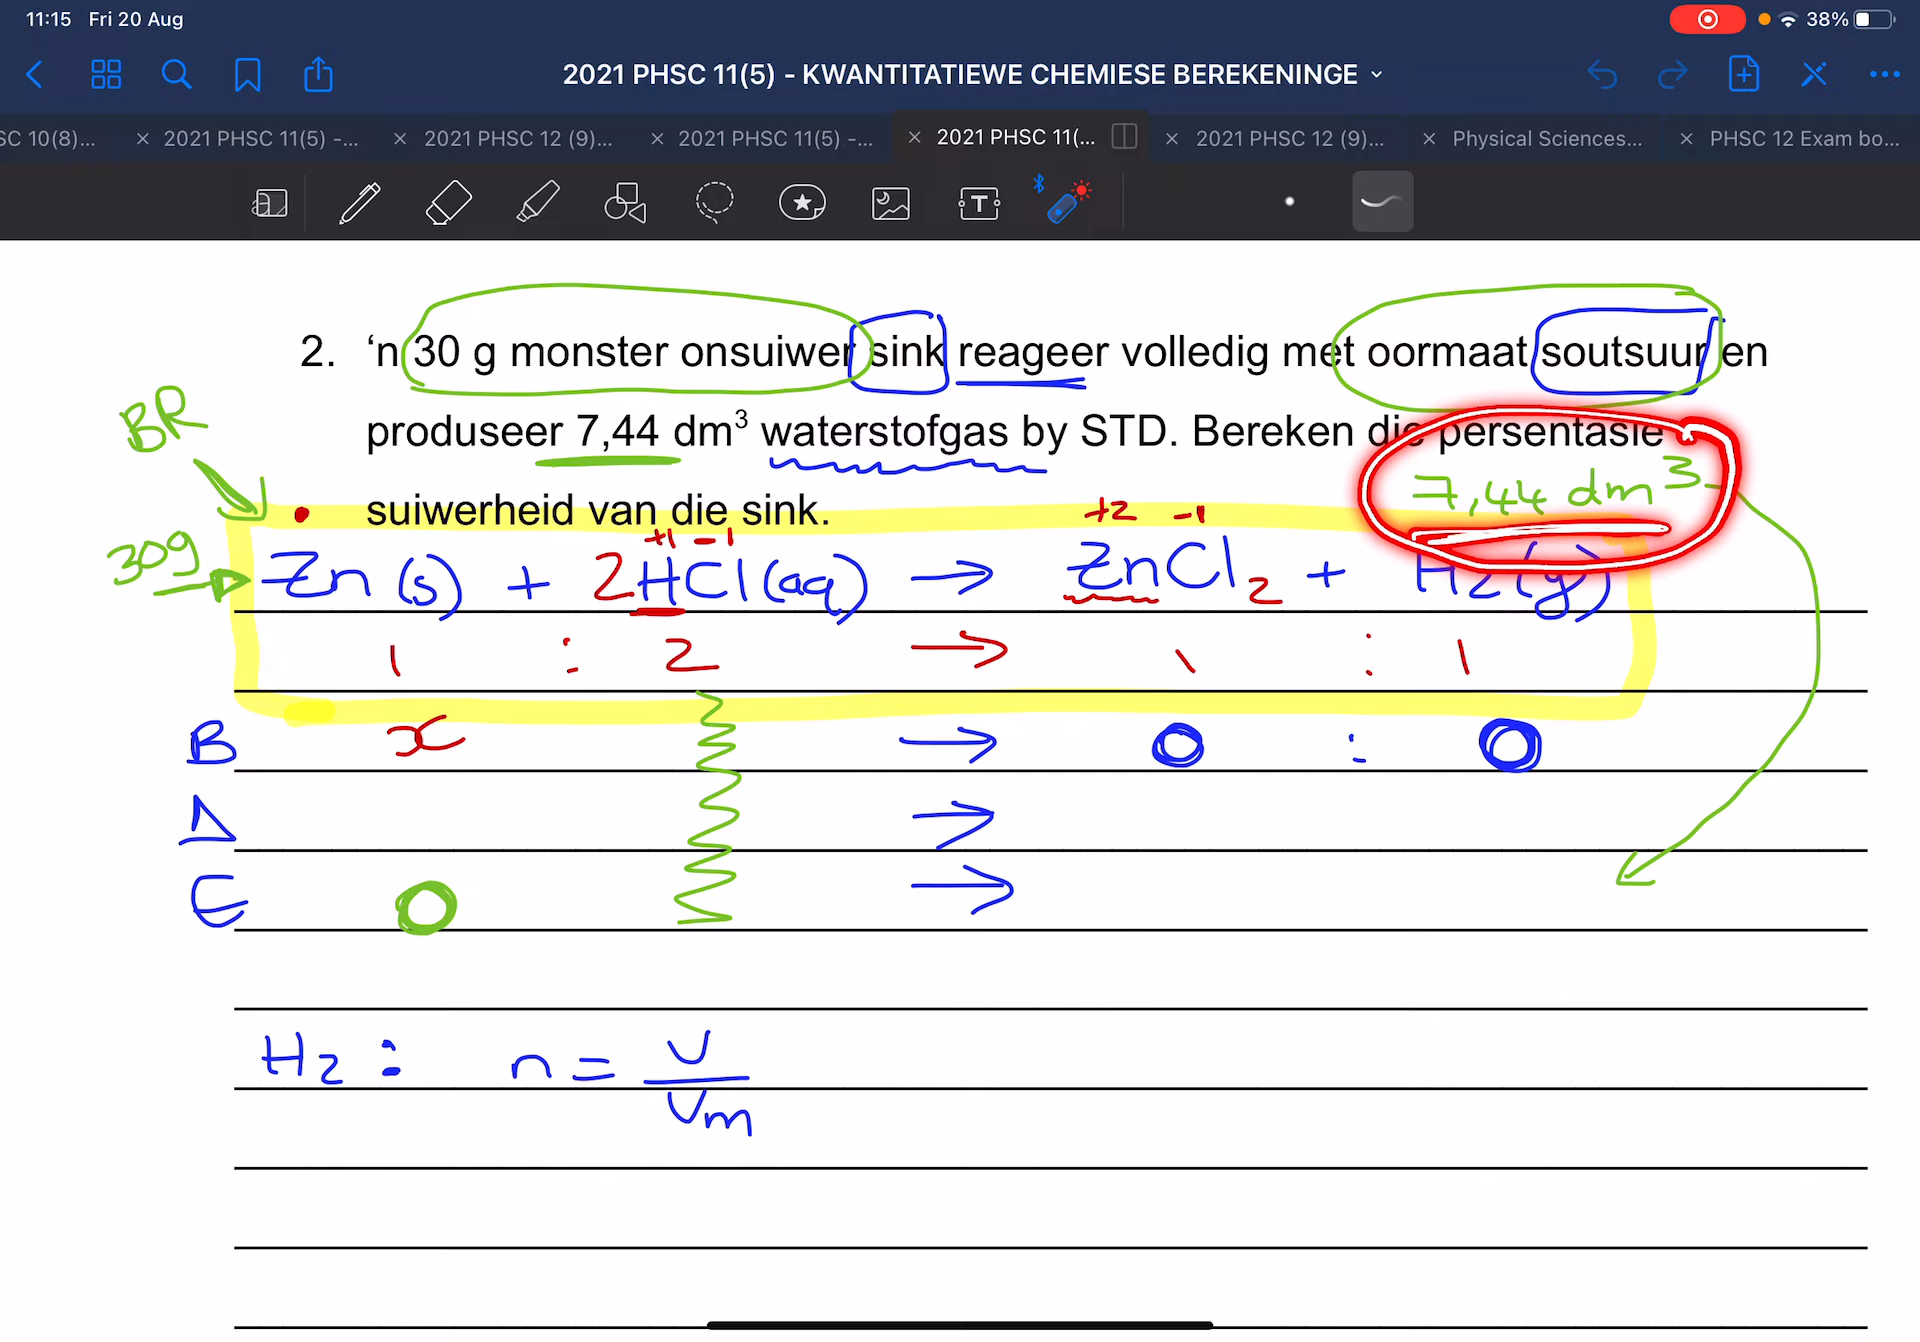 11:15 Fri 20 Aug
38%
2021 PHSC 11(5) - KWANTITATIEWE CHEMIESE BEREKENINGE
SC 10(8)... × 2021 PHSC 11(5) -... × 2021 PHSC 12 (9)... × 2021 PHSC 11(5) -... × 2021 PHSC 11(... × 2021 PHSC 12 (9)... × Physical Sciences... × PHSC 12 Exam bo...
a
T
2. ‘n 30 g monster onsuiwer sink reageer volledig met oormaat soutsuur en
BR
produseer 7,44 dm³ waterstofgas by STD. Bereken die persentasie
7,44 dm³
suiwerheid van die sink.
+1 -1 +2 -1
30g
Zn (s) + 2HCl (aq) → ZnCl₂ + H₂ (g)
1 : 2 → 1 : 1
B x → 0 : 0
Δ →
E 0 →
H₂ : n = V
Vm